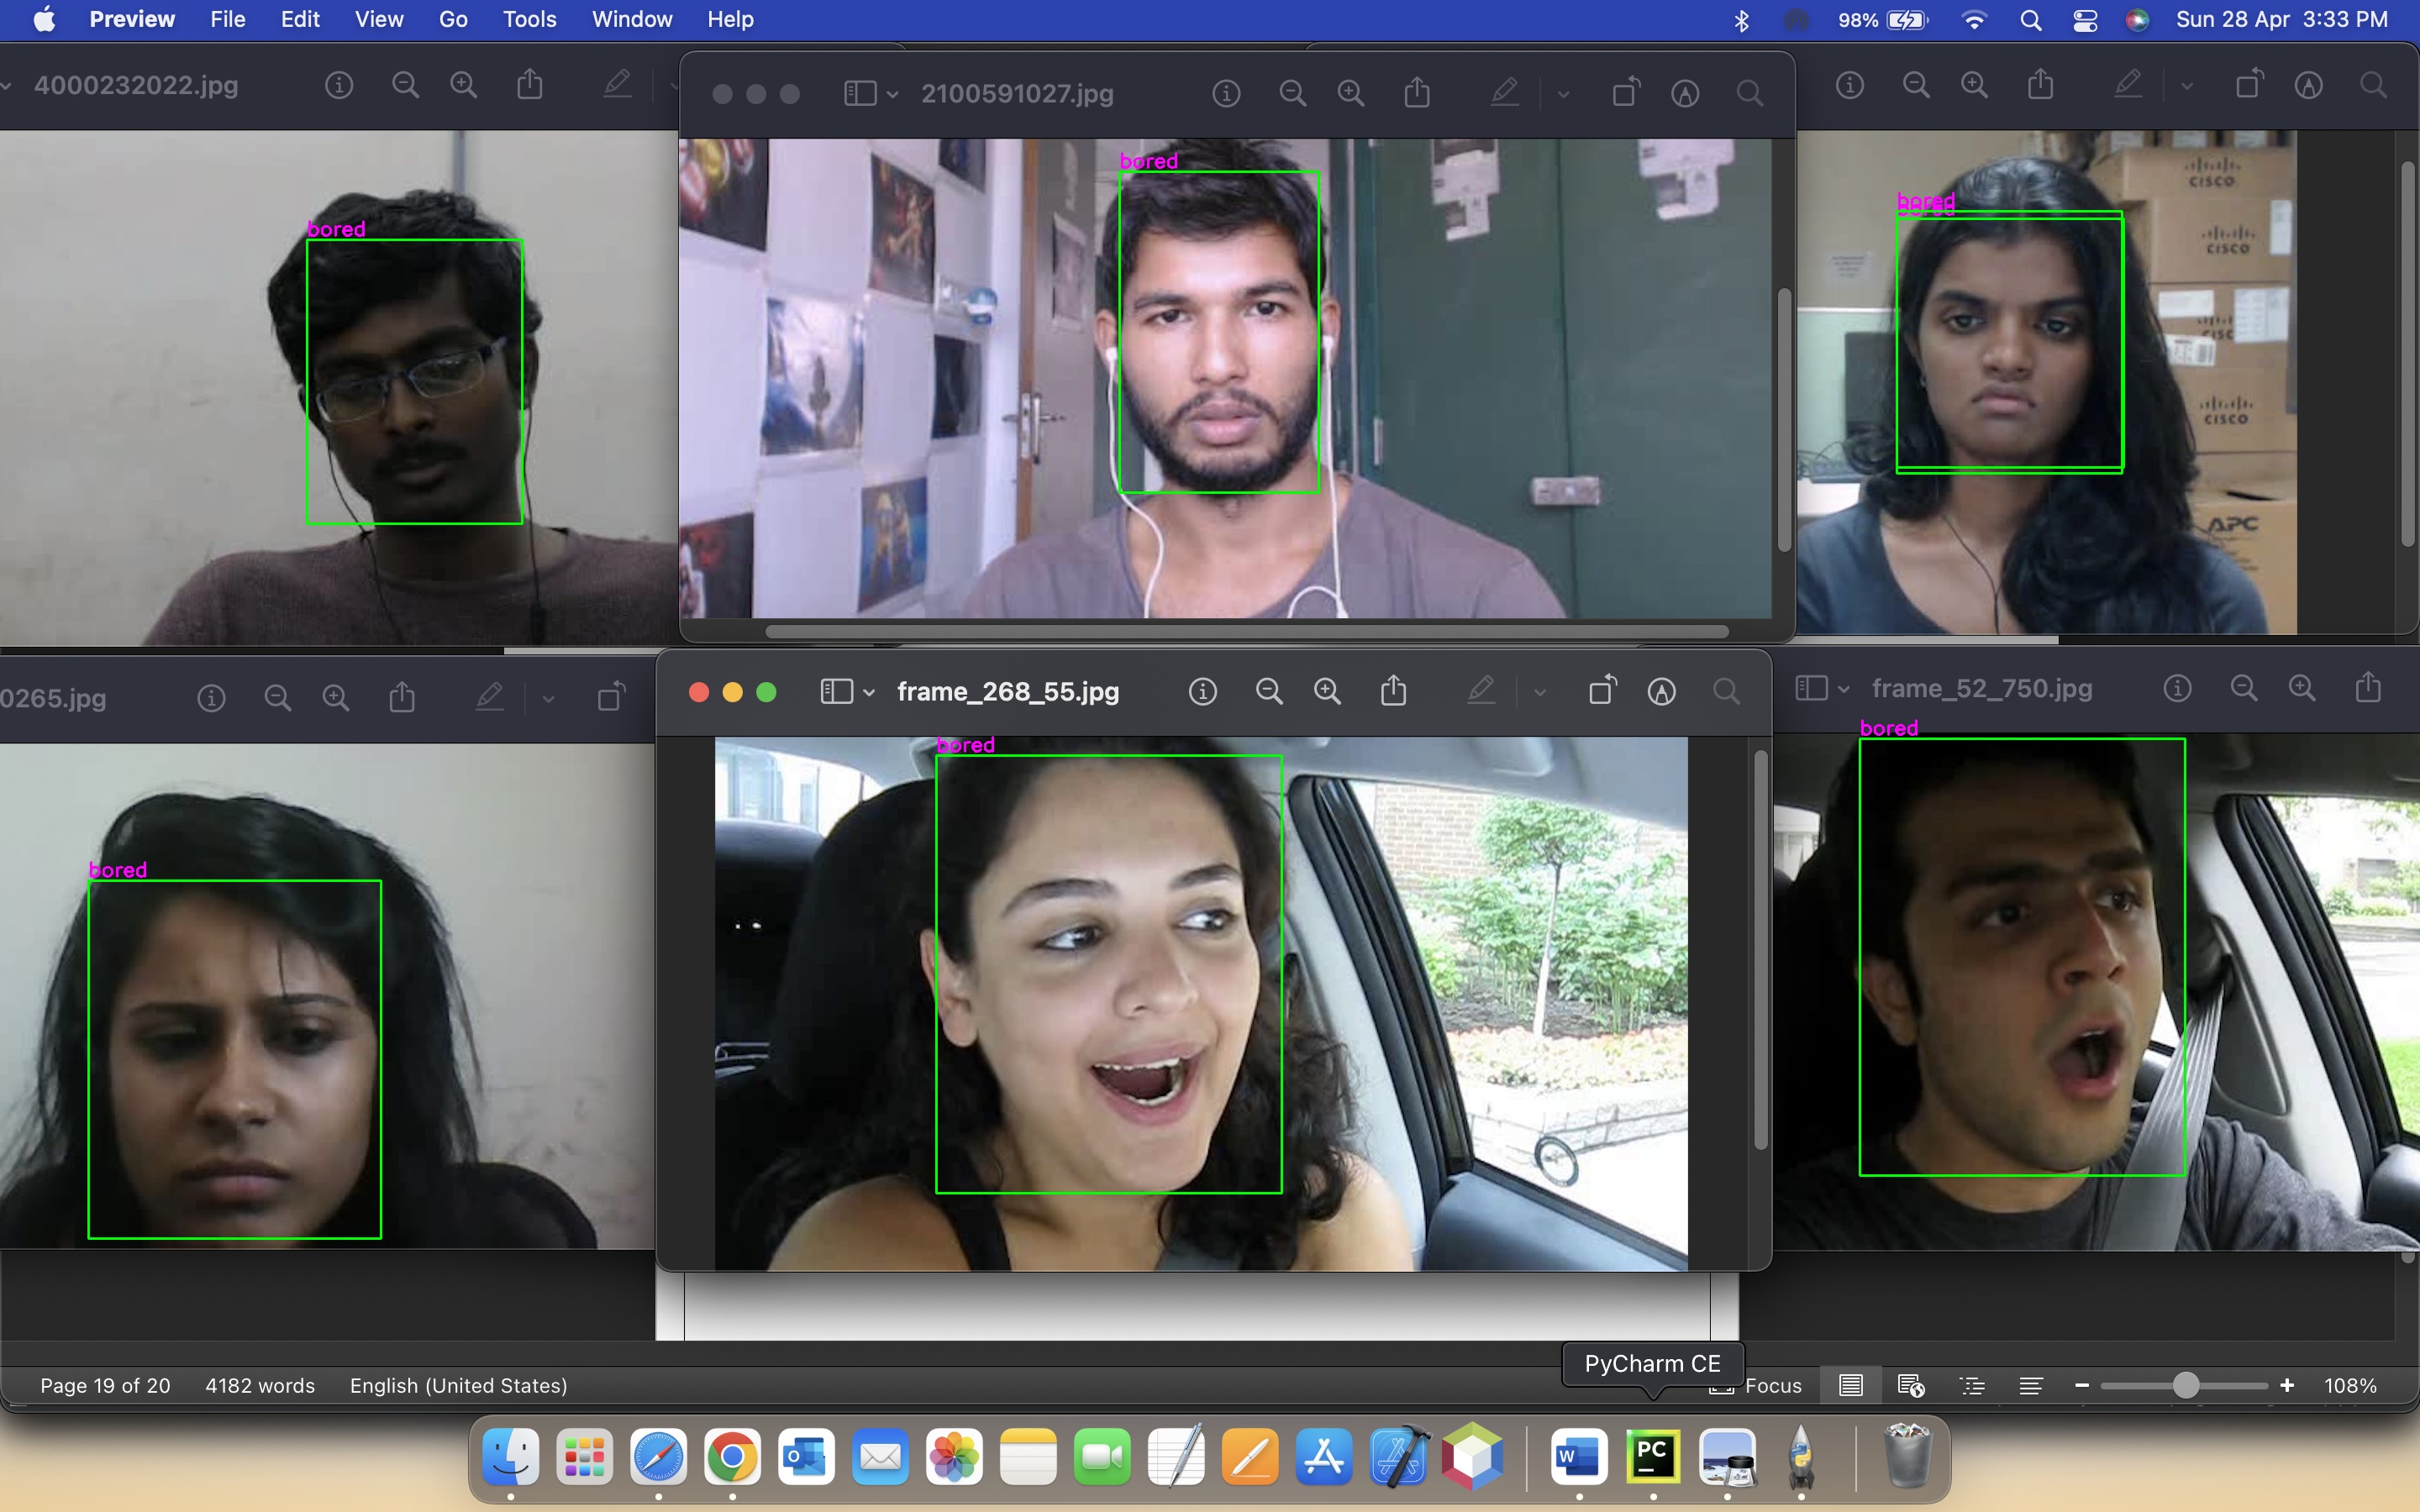 Preview File Edit View Go Tools Window Help 98% Sun 28 Apr 3:33 PM
4000232022.jpg
2100591027.jpg
bored
bored
bored
bored
CISCO
CISCO
CISCO
APC
0265.jpg
frame_268_55.jpg
frame_52_750.jpg
bored
bored
bored
PyCharm CE
Page 19 of 20 4182 words English (United States) Focus 108%
W
PC